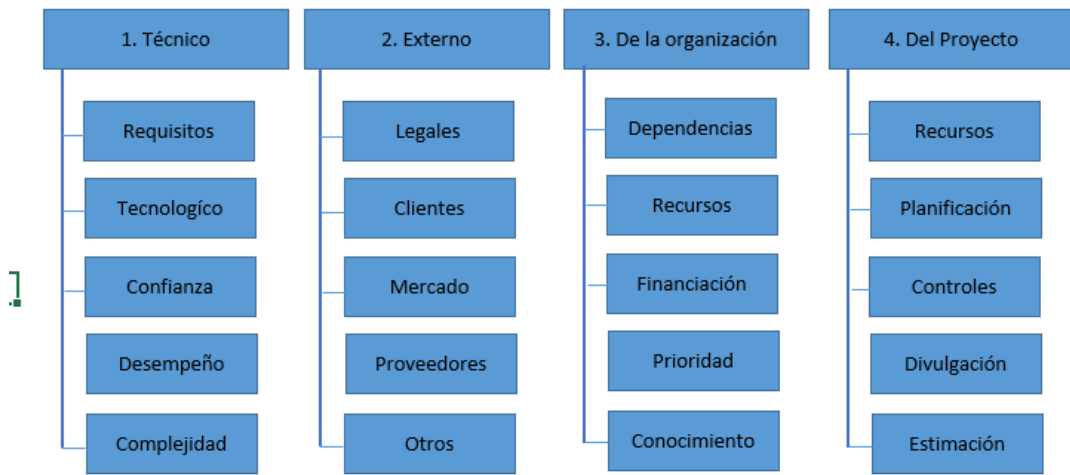 1. Técnico
Requisitos
Tecnologíco
Confianza
Desempeño
Complejidad
2. Externo
Legales
Clientes
Mercado
Proveedores
Otros
3. De la organización
Dependencias
Recursos
Financiación
Prioridad
Conocimiento
4. Del Proyecto
Recursos
Planificación
Controles
Divulgación
Estimación